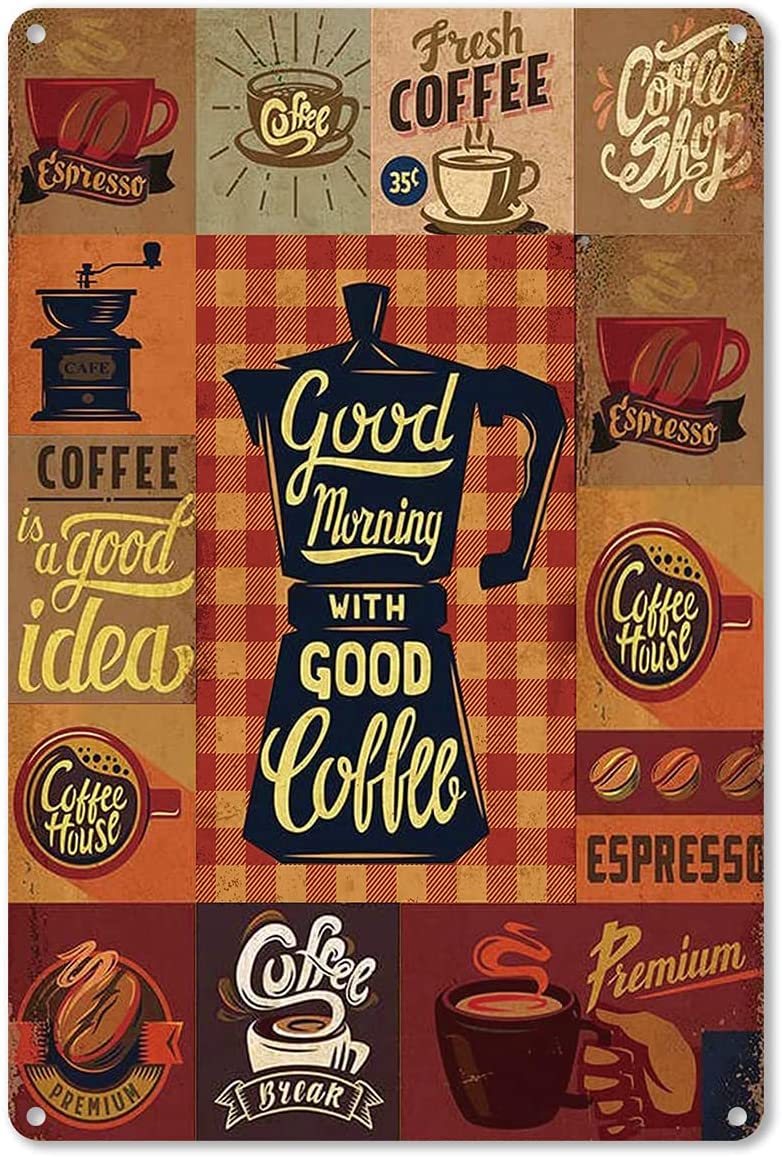 Espresso
Coffee
Fresh
COFFEE
35¢
Coffee
Shop
CAFE
Good
Morning
WITH
GOOD
Coffee
Espresso
COFFEE
is
a good
idea
Coffee
House
Coffee
House
ESPRESSO
PREMIUM
Coffee
Break
Premium